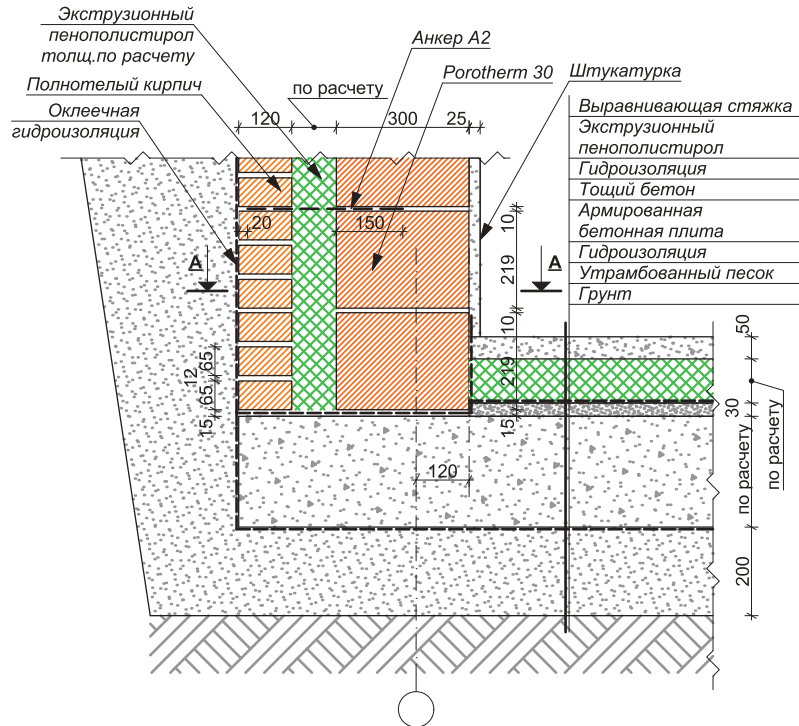 Экструзионный
пенополистирол
толщ.по расчету
Полнотелый кирпич
Оклеечная
гидроизоляция
по расчету
Анкер А2
Porotherm 30
Штукатурка
Выравнивающая стяжка
Экструзионный
пенополистирол
Гидроизоляция
Тощий бетон
Армированная
бетонная плита
Гидроизоляция
Утрамбованный песок
Грунт
120
300
25
20
150
10
219
10
219
15
А
А
65
12
65
15
120
50
30
по расчету
по расчету
200